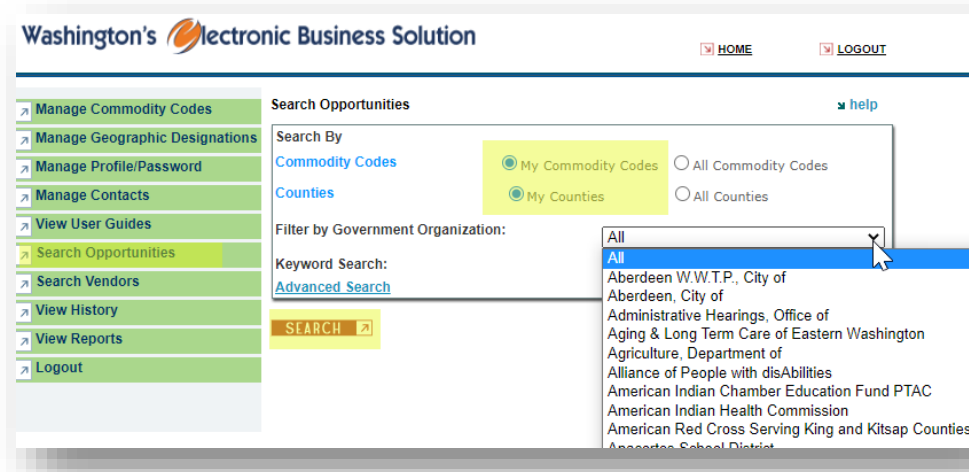 Washington's Electronic Business Solution
HOME
LOGOUT
Manage Commodity Codes
Manage Geographic Designations
Manage Profile/Password
Manage Contacts
View User Guides
Search Opportunities
Search Vendors
View History
View Reports
Logout
Search Opportunities
help
Search By
Commodity Codes
My Commodity Codes
All Commodity Codes
Counties
My Counties
All Counties
Filter by Government Organization:
All
Keyword Search:
Advanced Search
SEARCH
All
Aberdeen W.W.T.P., City of
Aberdeen, City of
Administrative Hearings, Office of
Aging & Long Term Care of Eastern Washington
Agriculture, Department of
Alliance of People with disAbilities
American Indian Chamber Education Fund PTAC
American Indian Health Commission
American Red Cross Serving King and Kitsap Counties
Anacortes School District